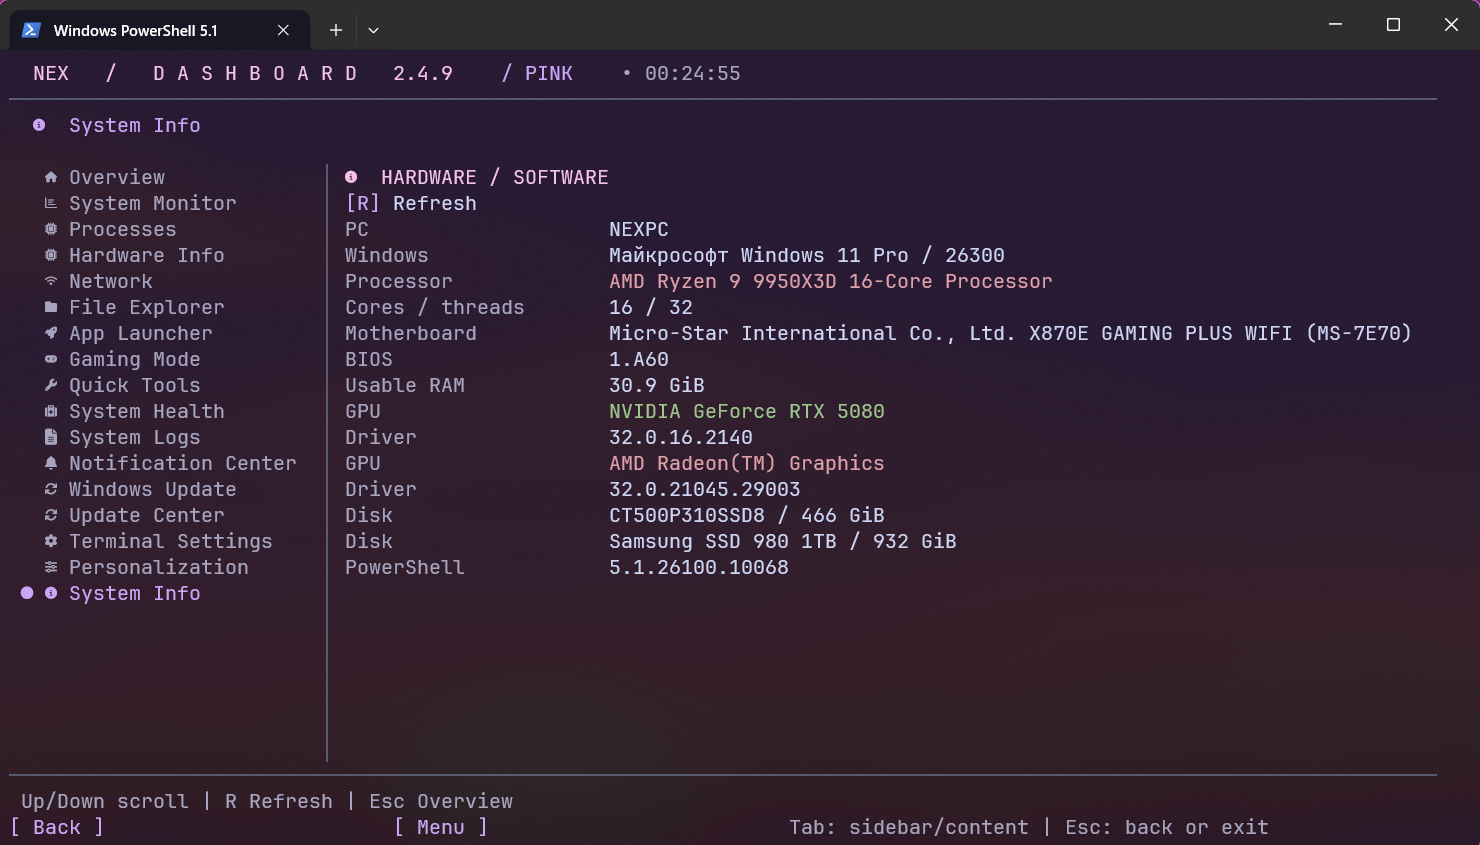 Windows PowerShell 5.1
NEX / D A S H B O A R D 2.4.9 / PINK • 00:24:55
System Info
Overview
System Monitor
Processes
Hardware Info
Network
File Explorer
App Launcher
Gaming Mode
Quick Tools
System Health
System Logs
Notification Center
Windows Update
Update Center
Terminal Settings
Personalization
System Info
HARDWARE / SOFTWARE
[R] Refresh
PC NEXPC
Windows Майкрософт Windows 11 Pro / 26300
Processor AMD Ryzen 9 9950X3D 16-Core Processor
Cores / threads 16 / 32
Motherboard Micro-Star International Co., Ltd. X870E GAMING PLUS WIFI (MS-7E70)
BIOS 1.A60
Usable RAM 30.9 GiB
GPU NVIDIA GeForce RTX 5080
Driver 32.0.16.2140
GPU AMD Radeon(TM) Graphics
Driver 32.0.21045.29003
Disk CT500P310SSD8 / 466 GiB
Disk Samsung SSD 980 1TB / 932 GiB
PowerShell 5.1.26100.10068
Up/Down scroll | R Refresh | Esc Overview
[ Back ] [ Menu ] Tab: sidebar/content | Esc: back or exit